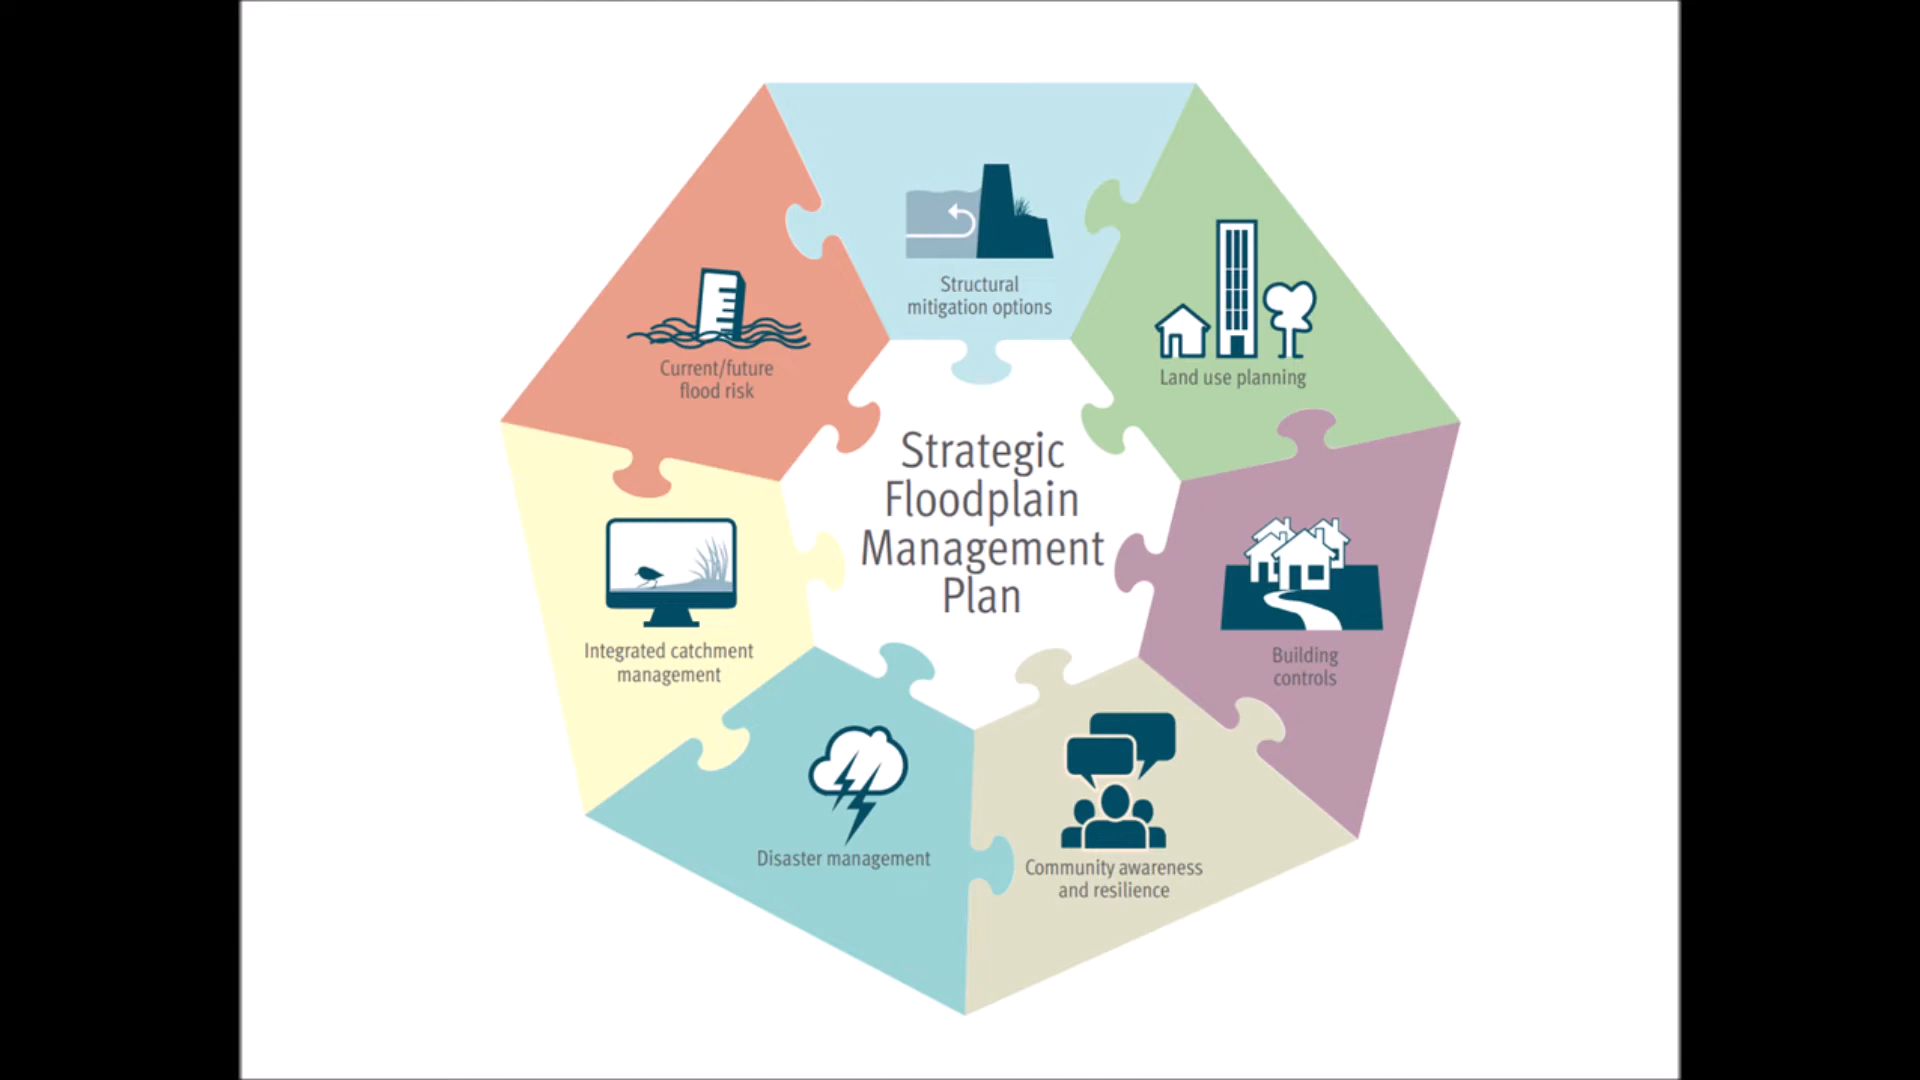 Structural
mitigation options
Land use planning
Current/future
flood risk
Strategic
Floodplain
Management
Plan
Integrated catchment
management
Building
controls
Disaster management
Community awareness
and resilience